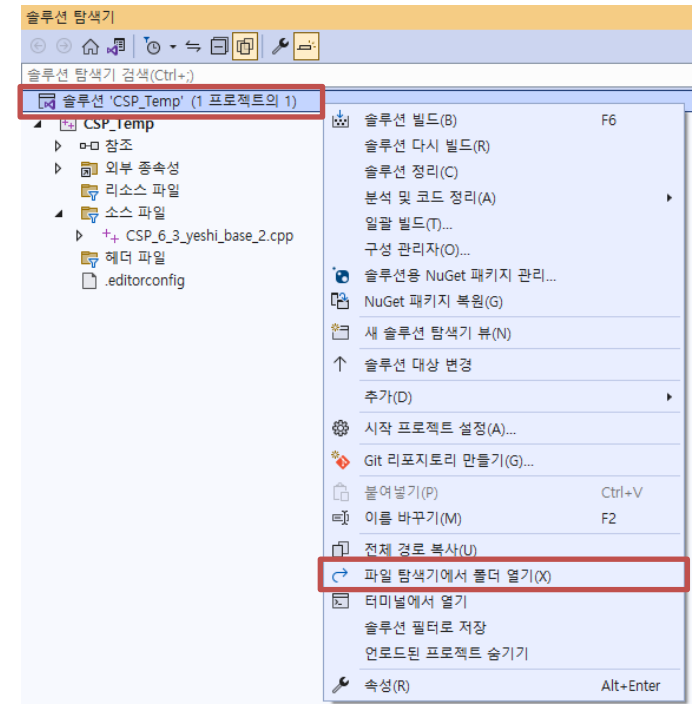 솔루션 탐색기
솔루션 탐색기 검색(Ctrl+;)
솔루션 'CSP_Temp' (1 프로젝트의 1)
CSP_Temp
참조
외부 종속성
리소스 파일
소스 파일
CSP_6_3_yeshi_base_2.cpp
헤더 파일
.editorconfig
솔루션 빌드(B) F6
솔루션 다시 빌드(R)
솔루션 정리(C)
분석 및 코드 정리(A)
일괄 빌드(T)...
구성 관리자(O)...
솔루션용 NuGet 패키지 관리...
NuGet 패키지 복원(G)
새 솔루션 탐색기 뷰(N)
솔루션 대상 변경
추가(D)
시작 프로젝트 설정(A)...
Git 리포지토리 만들기(G)...
붙여넣기(P) Ctrl+V
이름 바꾸기(M) F2
전체 경로 복사(U)
파일 탐색기에서 폴더 열기(X)
터미널에서 열기
솔루션 필터로 저장
언로드된 프로젝트 숨기기
속성(R) Alt+Enter